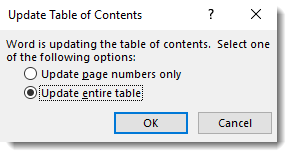 Update Table of Contents ? ×
Word is updating the table of contents. Select one
of the following options:
Update page numbers only
Update entire table
OK Cancel